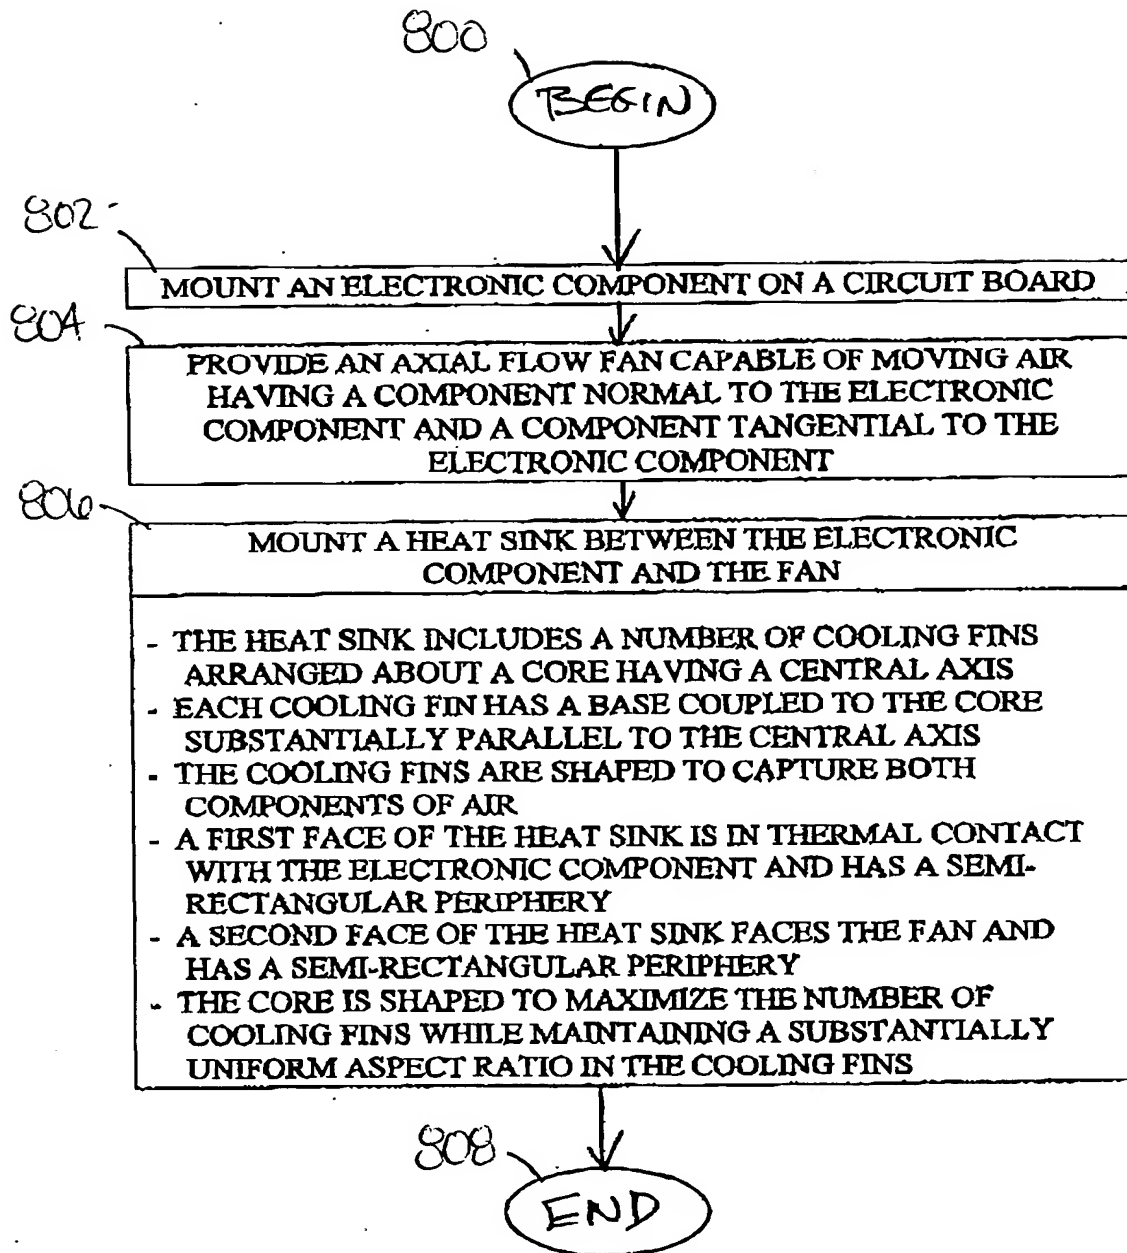 800
BEGIN
802
MOUNT AN ELECTRONIC COMPONENT ON A CIRCUIT BOARD
804
PROVIDE AN AXIAL FLOW FAN CAPABLE OF MOVING AIR
HAVING A COMPONENT NORMAL TO THE ELECTRONIC
COMPONENT AND A COMPONENT TANGENTIAL TO THE
ELECTRONIC COMPONENT
806
MOUNT A HEAT SINK BETWEEN THE ELECTRONIC
COMPONENT AND THE FAN
- THE HEAT SINK INCLUDES A NUMBER OF COOLING FINS
ARRANGED ABOUT A CORE HAVING A CENTRAL AXIS
- EACH COOLING FIN HAS A BASE COUPLED TO THE CORE
SUBSTANTIALLY PARALLEL TO THE CENTRAL AXIS
- THE COOLING FINS ARE SHAPED TO CAPTURE BOTH
COMPONENTS OF AIR
- A FIRST FACE OF THE HEAT SINK IS IN THERMAL CONTACT
WITH THE ELECTRONIC COMPONENT AND HAS A SEMI-
RECTANGULAR PERIPHERY
- A SECOND FACE OF THE HEAT SINK FACES THE FAN AND
HAS A SEMI-RECTANGULAR PERIPHERY
- THE CORE IS SHAPED TO MAXIMIZE THE NUMBER OF
COOLING FINS WHILE MAINTAINING A SUBSTANTIALLY
UNIFORM ASPECT RATIO IN THE COOLING FINS
808
END